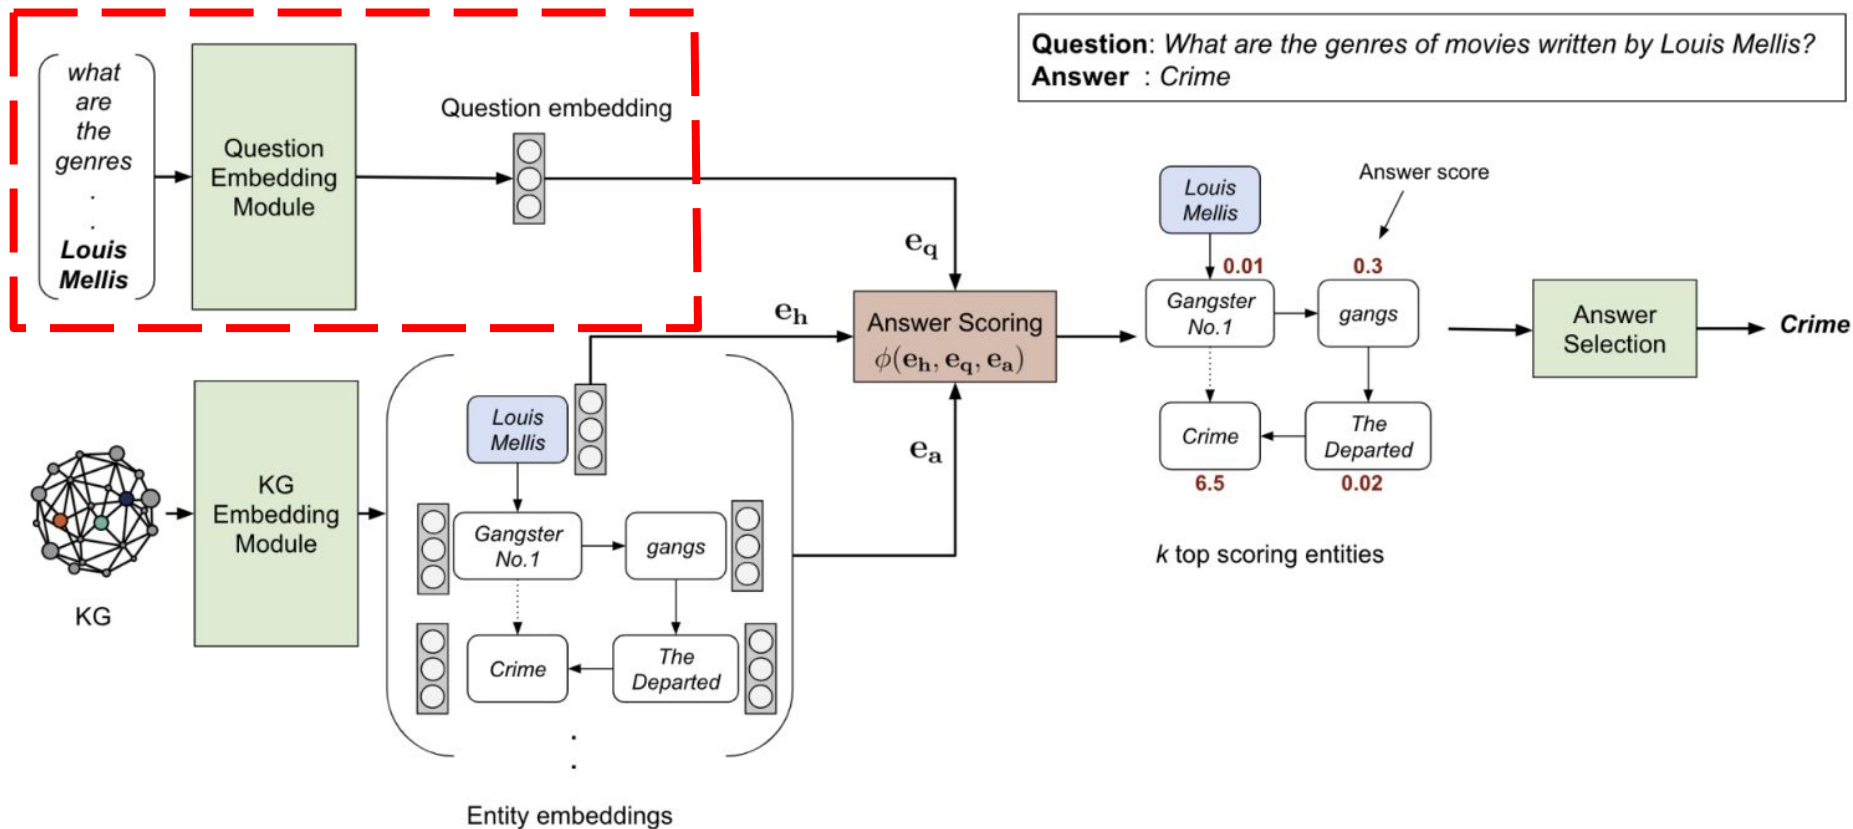 Question: What are the genres of movies written by Louis Mellis?
Answer : Crime
what
are
the
genres
.
.
Louis
Mellis
Question
Embedding
Module
Question embedding
e_q
e_h
Answer Scoring
ϕ(e_h, e_q, e_a)
e_a
KG
KG
Embedding
Module
Louis
Mellis
Gangster
No.1
gangs
Crime
The
Departed
.
.
Entity embeddings
Louis
Mellis
Answer score
0.01
0.3
Gangster
No.1
gangs
Crime
The
Departed
6.5
0.02
k top scoring entities
Answer
Selection
Crime